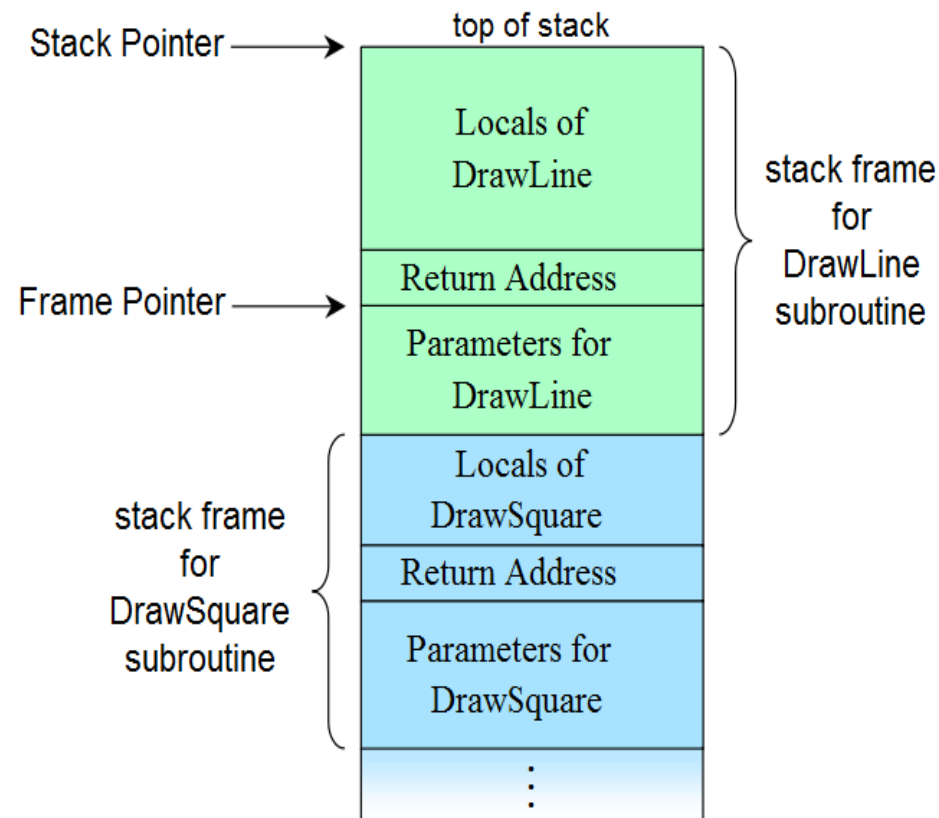 top of stack
Stack Pointer
Locals of
DrawLine
stack frame
for
DrawLine
subroutine
Return Address
Frame Pointer
Parameters for
DrawLine
Locals of
DrawSquare
stack frame
for
DrawSquare
subroutine
Return Address
Parameters for
DrawSquare
⋮